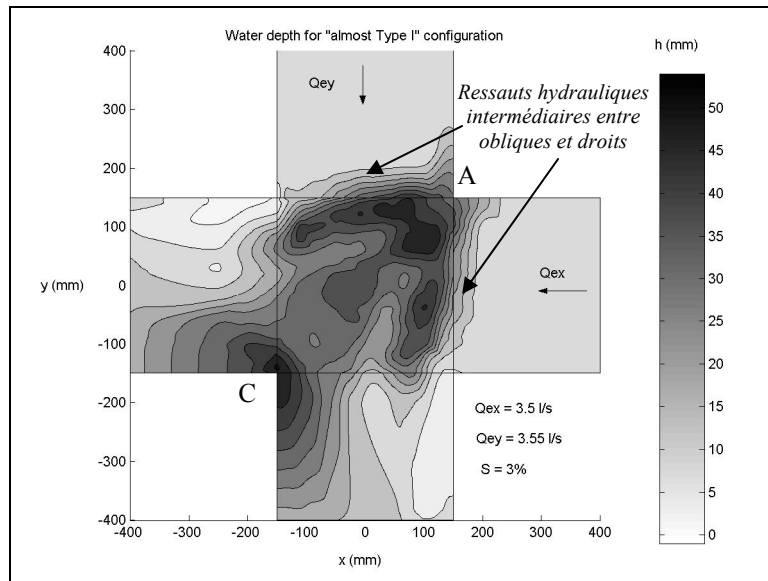 Water depth for "almost Type I" configuration
h (mm)
400
300
200
100
0
-100
-200
-300
-400
y (mm)
-400
-300
-200
-100
0
100
200
300
400
x (mm)
Qey
Ressauts hydrauliques
intermédiaires entre
obliques et droits
A
Qex
C
Qex = 3.5 l/s
Qey = 3.55 l/s
S = 3%
50
45
40
35
30
25
20
15
10
5
0